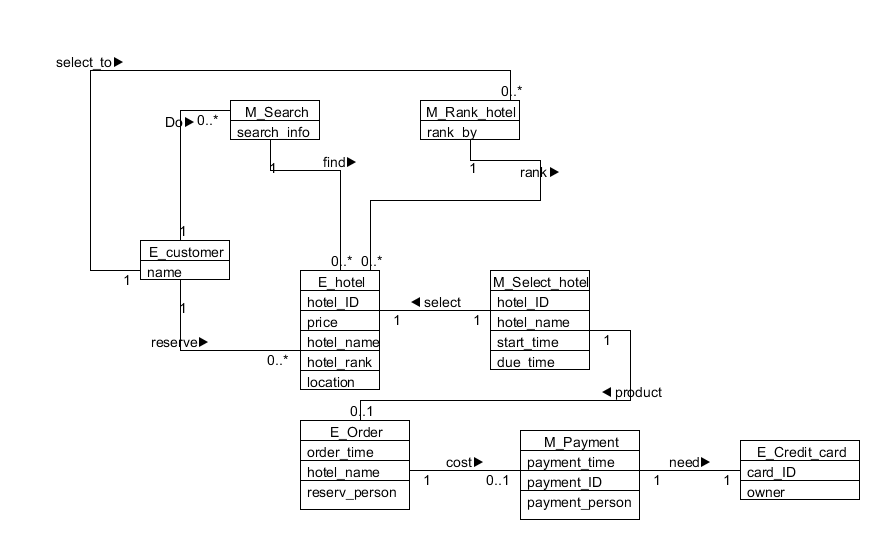 select_to▶
0..*
M_Search
search_info
M_Rank_hotel
rank_by
Do▶ 0..*
find▶
1
1
rank▶
1
E_customer
name
1
0..* 0..*
E_hotel
hotel_ID
price
hotel_name
hotel_rank
location
M_Select_hotel
hotel_ID
hotel_name
start_time
due_time
◀ select
1
1
1
reserve▶
0..*
1
◀ product
0..1
E_Order
order_time
hotel_name
reserv_person
cost▶
1
0..1
M_Payment
payment_time
payment_ID
payment_person
need▶
1
1
E_Credit_card
card_ID
owner